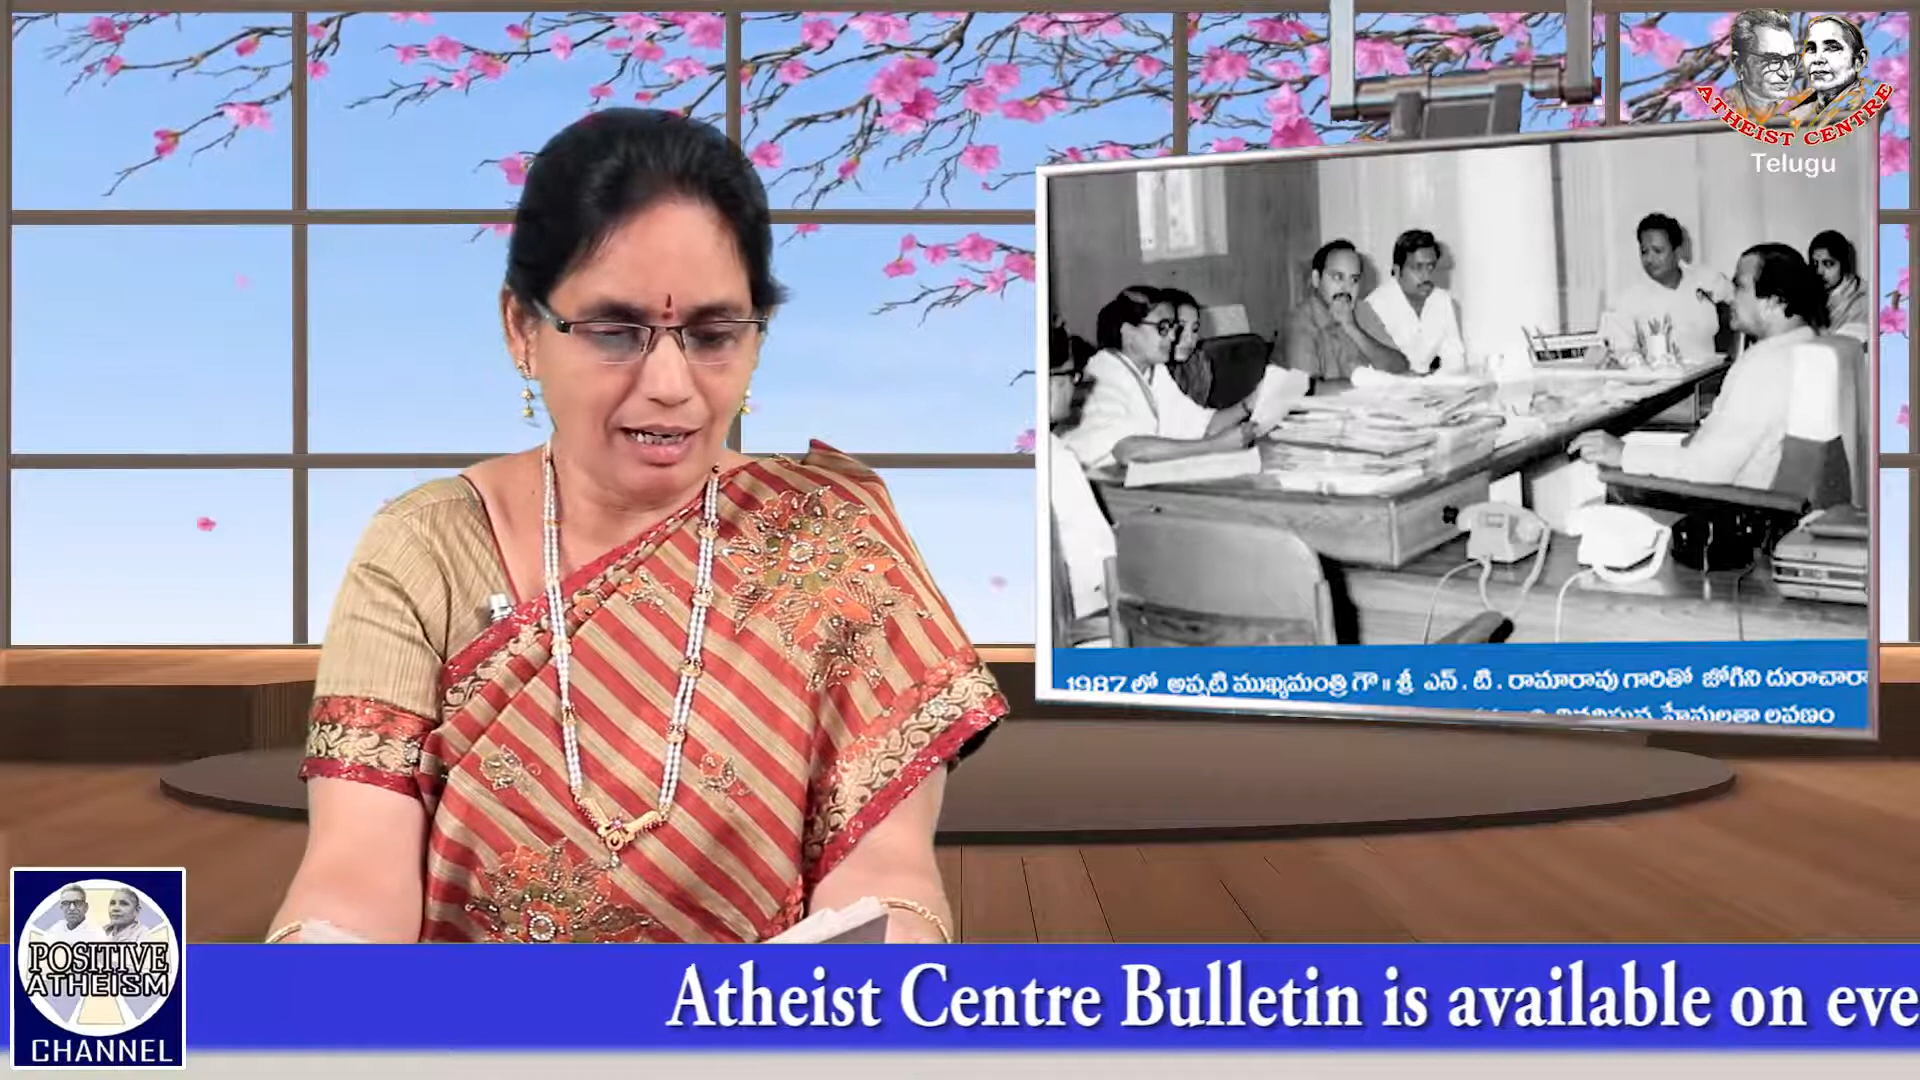 ATHEIST CENTRE
Telugu
1987 లో అప్పటి ముఖ్యమంత్రి గౌ॥ శ్రీ ఎన్. టి. రామారావు గారితో జోగిని దురాచారా
హేమలతా లవణం
POSITIVE
ATHEISM
CHANNEL
Atheist Centre Bulletin is available on eve